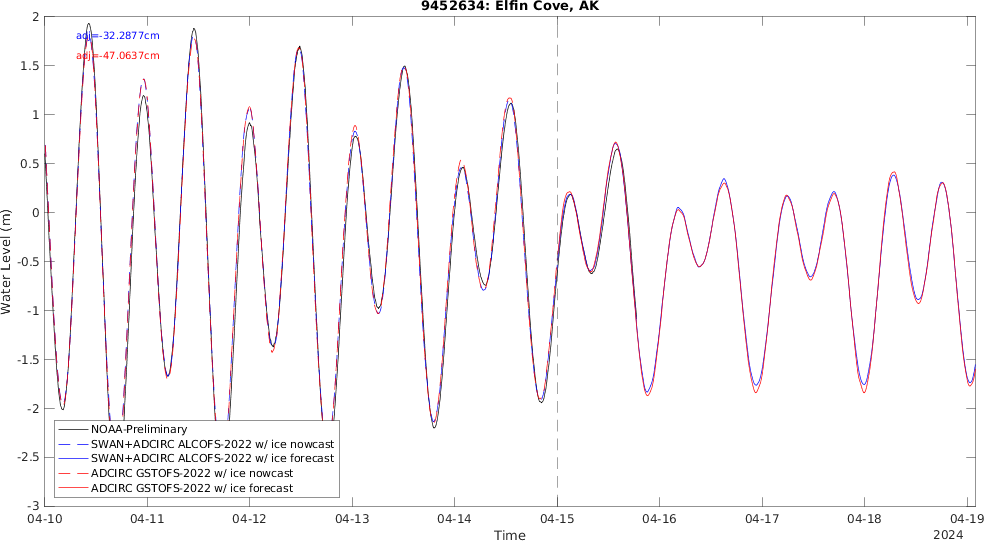 9452634: Elfin Cove, AK
adj=-32.2877cm
adj=-47.0637cm
2
1.5
1
0.5
0
-0.5
-1
-1.5
-2
-2.5
-3
Water Level (m)
NOAA-Preliminary
SWAN+ADCIRC ALCOFS-2022 w/ ice nowcast
SWAN+ADCIRC ALCOFS-2022 w/ ice forecast
ADCIRC GSTOFS-2022 w/ ice nowcast
ADCIRC GSTOFS-2022 w/ ice forecast
04-10 04-11 04-12 04-13 04-14 04-15 04-16 04-17 04-18 04-19
Time
2024